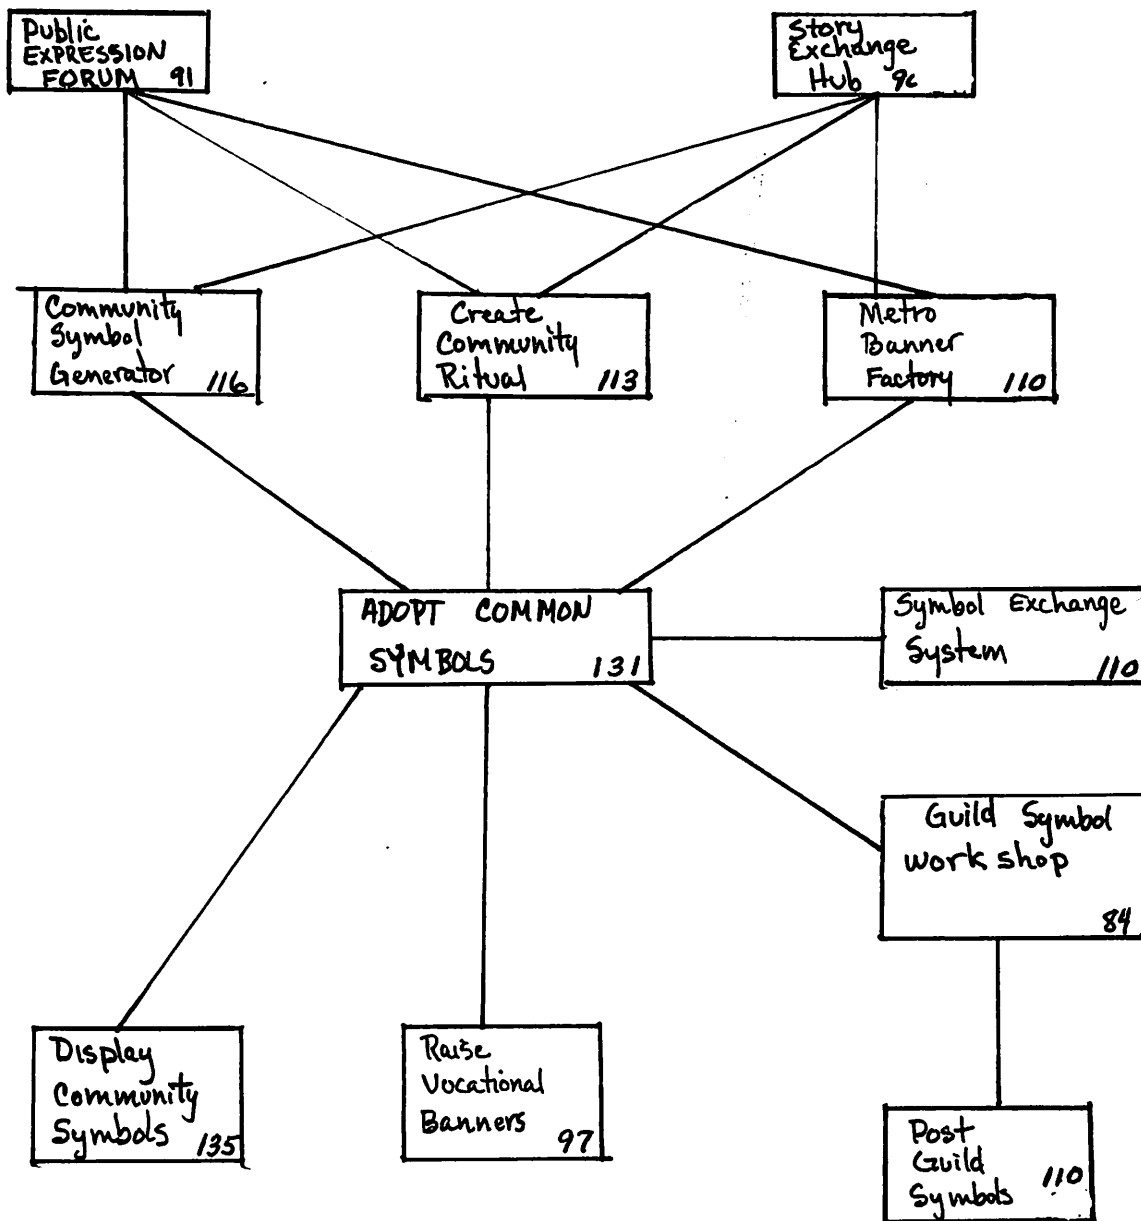 Public
EXPRESSION
FORUM 91
Story
Exchange
Hub
Community
Symbol
Generator 116
Create
Community
Ritual 113
Metro
Banner
Factory 110
ADOPT COMMON
SYMBOLS 131
Symbol Exchange
System 110
Guild Symbol
workshop
84
Display
Community
Symbols 135
Raise
Vocational
Banners 97
Post
Guild 110
Symbols